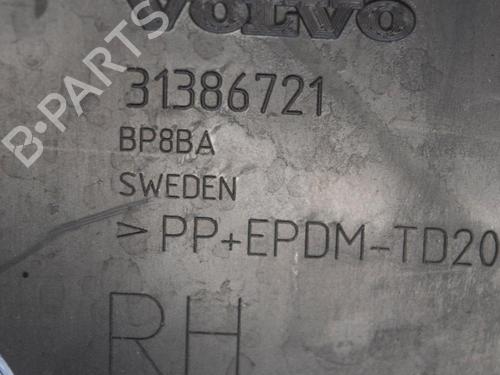 VOLVO
31386721
BP8BA
SWEDEN
> PP+EPDM-TD20
RH
B-PARTS